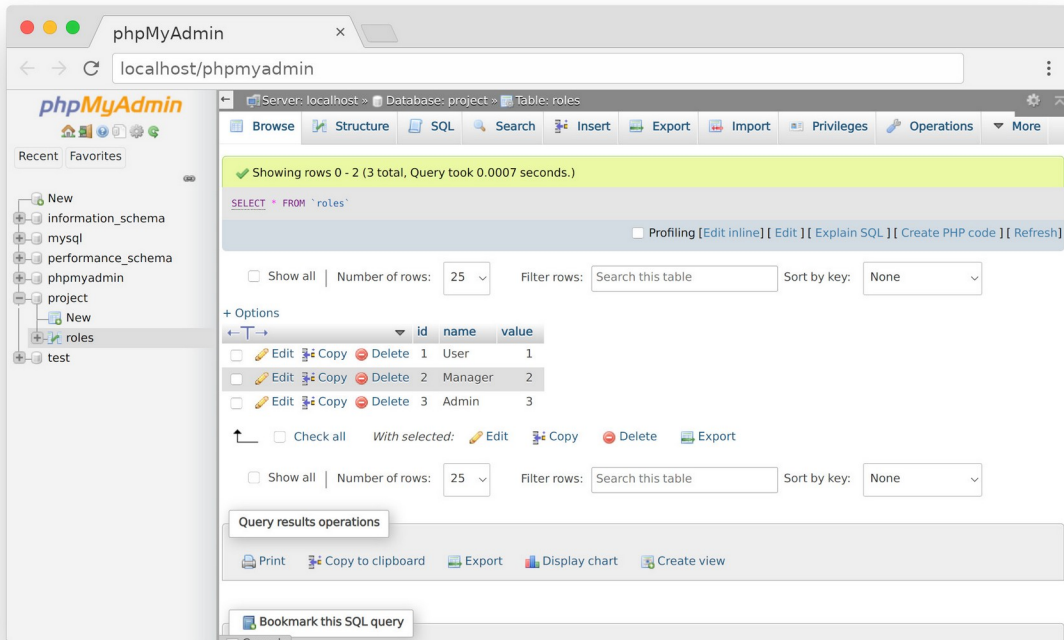 phpMyAdmin ×
localhost/phpmyadmin
phpMyAdmin
Recent Favorites
New
information_schema
mysql
performance_schema
phpmyadmin
project
New
roles
test
Server: localhost » Database: project » Table: roles
Browse Structure SQL Search Insert Export Import Privileges Operations More
Showing rows 0 - 2 (3 total, Query took 0.0007 seconds.)
SELECT * FROM `roles`
Profiling [Edit inline] [ Edit ] [ Explain SQL ] [ Create PHP code ] [ Refresh]
Show all | Number of rows: 25 Filter rows: Search this table Sort by key: None
+ Options
←T→ id name value
Edit Copy Delete 1 User 1
Edit Copy Delete 2 Manager 2
Edit Copy Delete 3 Admin 3
Check all With selected: Edit Copy Delete Export
Show all | Number of rows: 25 Filter rows: Search this table Sort by key: None
Query results operations
Print Copy to clipboard Export Display chart Create view
Bookmark this SQL query